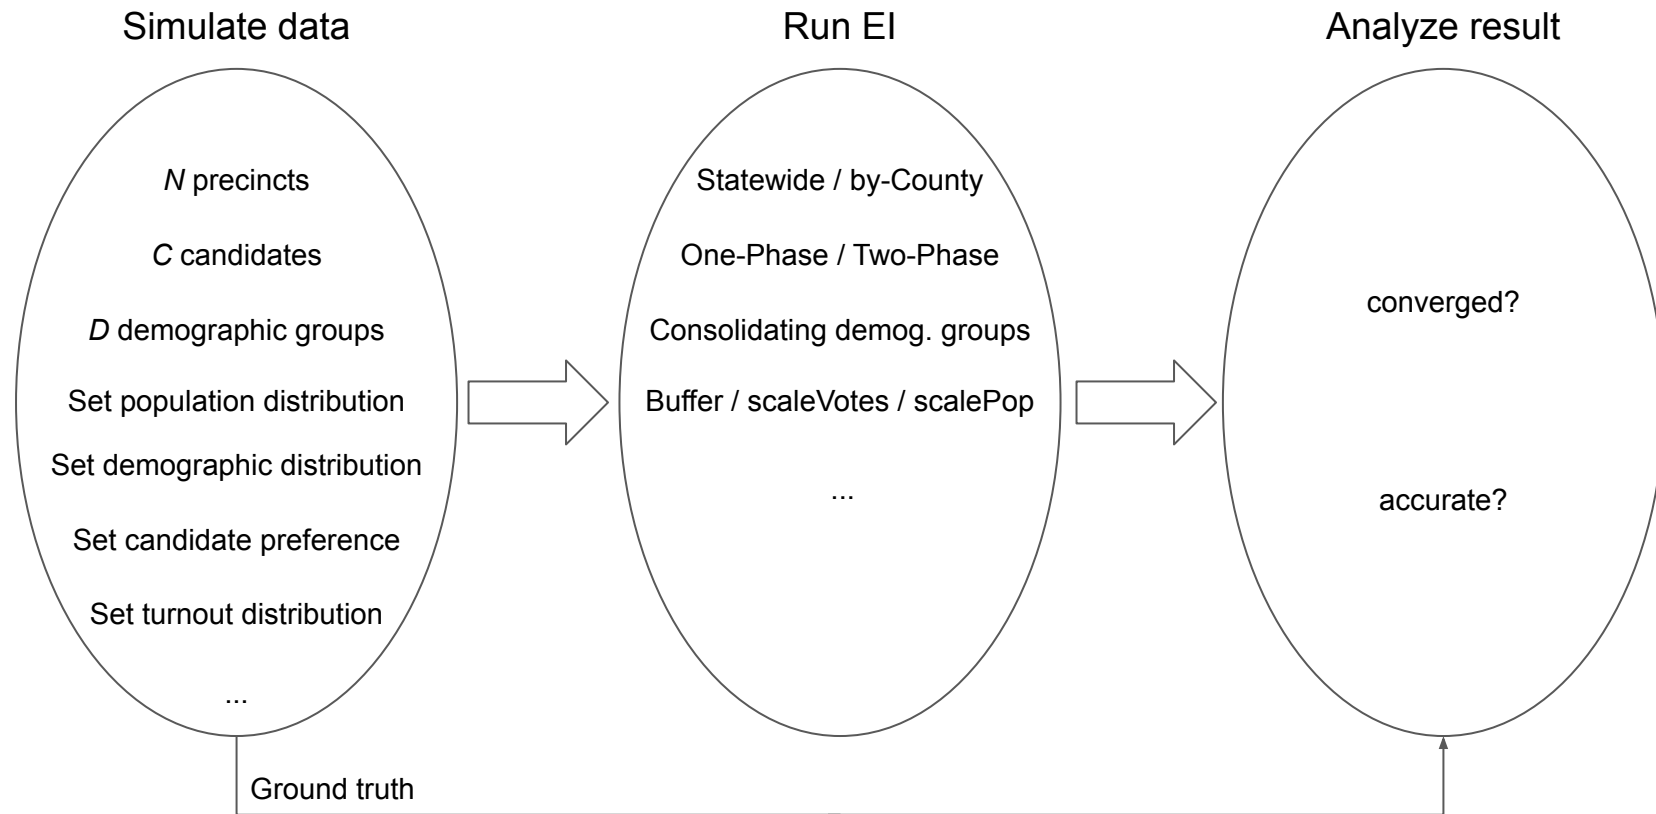 Simulate data
N precincts
C candidates
D demographic groups
Set population distribution
Set demographic distribution
Set candidate preference
Set turnout distribution
...
Run EI
Statewide / by-County
One-Phase / Two-Phase
Consolidating demog. groups
Buffer / scaleVotes / scalePop
...
Analyze result
converged?
accurate?
Ground truth